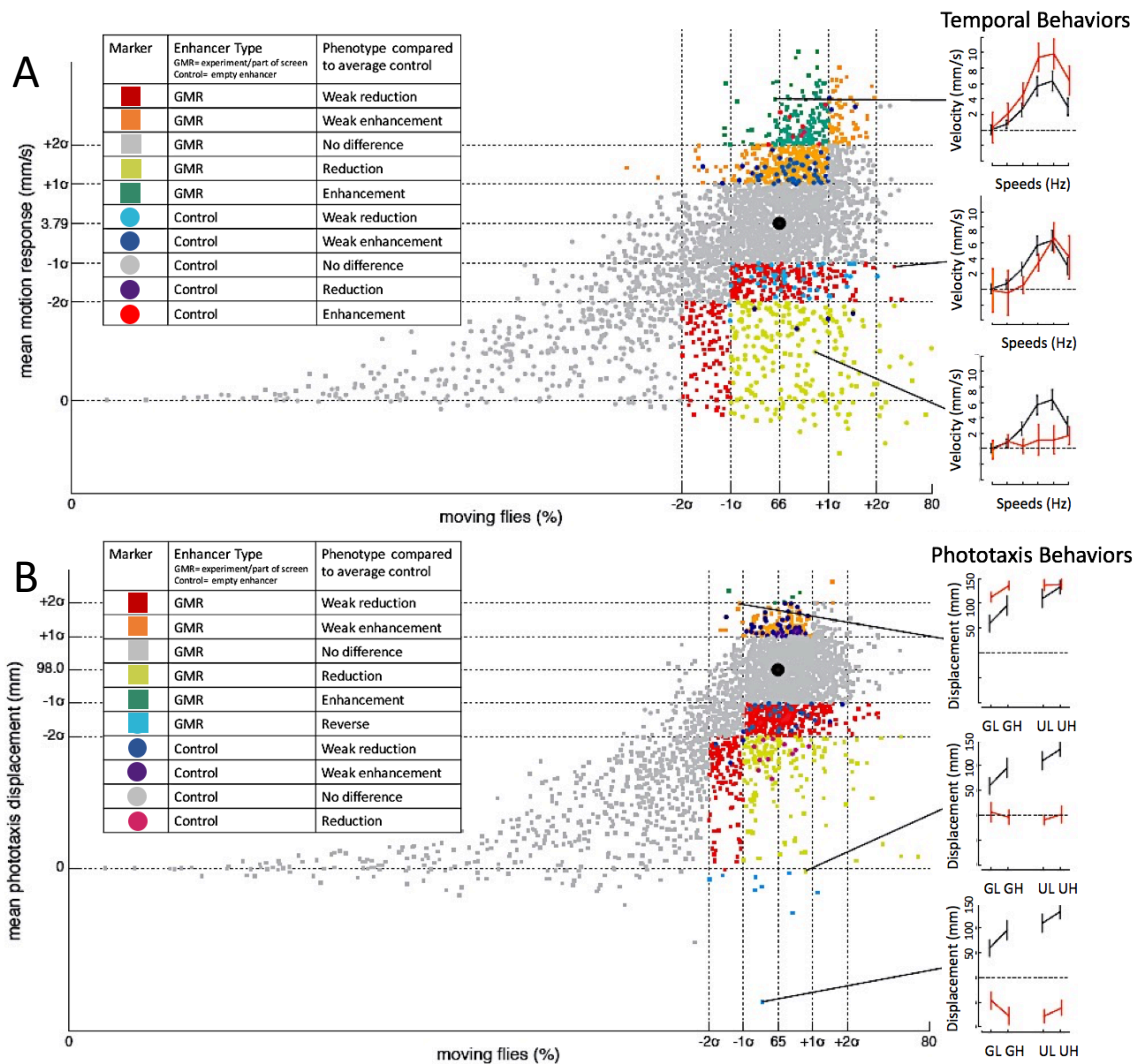 A
Marker Enhancer Type Phenotype compared
GMR= experiment/part of screen to average control
Control= empty enhancer
GMR Weak reduction
GMR Weak enhancement
GMR No difference
GMR Reduction
GMR Enhancement
Control Weak reduction
Control Weak enhancement
Control No difference
Control Reduction
Control Enhancement
mean motion response (mm/s)
+2σ
+1σ
3.79
-1σ
-2σ
0
0 -2σ -1σ 66 +1σ +2σ 80
moving flies (%)
Temporal Behaviors
Velocity (mm/s)
10
8
6
4
2
Speeds (Hz)
Velocity (mm/s)
10
8
6
4
2
Speeds (Hz)
Velocity (mm/s)
10
8
6
4
2
Speeds (Hz)
B
Marker Enhancer Type Phenotype compared
GMR=experiment/part of screen to average control
Control= empty enhancer
GMR Weak reduction
GMR Weak enhancement
GMR No difference
GMR Reduction
GMR Enhancement
GMR Reverse
Control Weak reduction
Control Weak enhancement
Control No difference
Control Reduction
mean phototaxis displacement (mm)
+2σ
+1σ
98.0
-1σ
-2σ
0
0 -2σ -1σ 65 +1σ +2σ 80
moving flies (%)
Phototaxis Behaviors
Displacement (mm)
150
100
50
GL GH UL UH
Displacement (mm)
150
100
50
GL GH UL UH
Displacement (mm)
150
100
50
GL GH UL UH